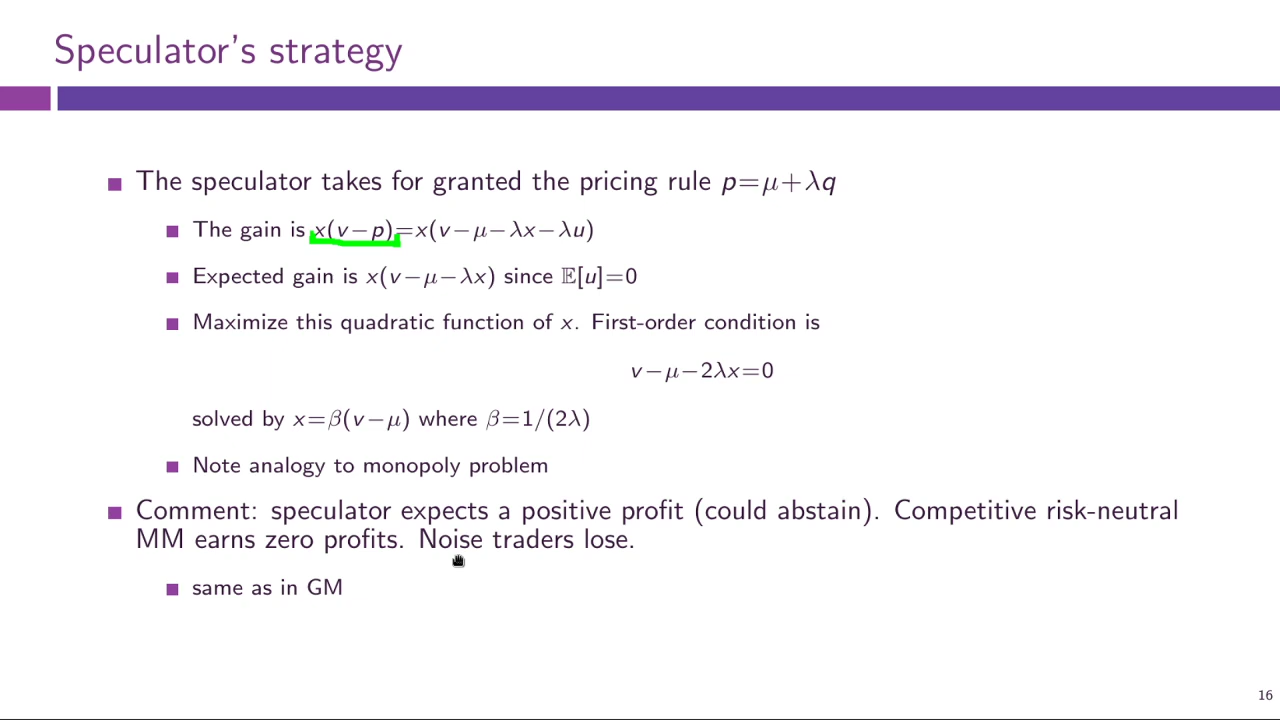 Speculator's strategy
The speculator takes for granted the pricing rule p=μ+λq
The gain is x(v−p)=x(v−μ−λx−λu)
Expected gain is x(v−μ−λx) since 𝔼[u]=0
Maximize this quadratic function of x. First-order condition is
v−μ−2λx=0
solved by x=β(v−μ) where β=1/(2λ)
Note analogy to monopoly problem
Comment: speculator expects a positive profit (could abstain). Competitive risk-neutral
MM earns zero profits. Noise traders lose.
same as in GM
16